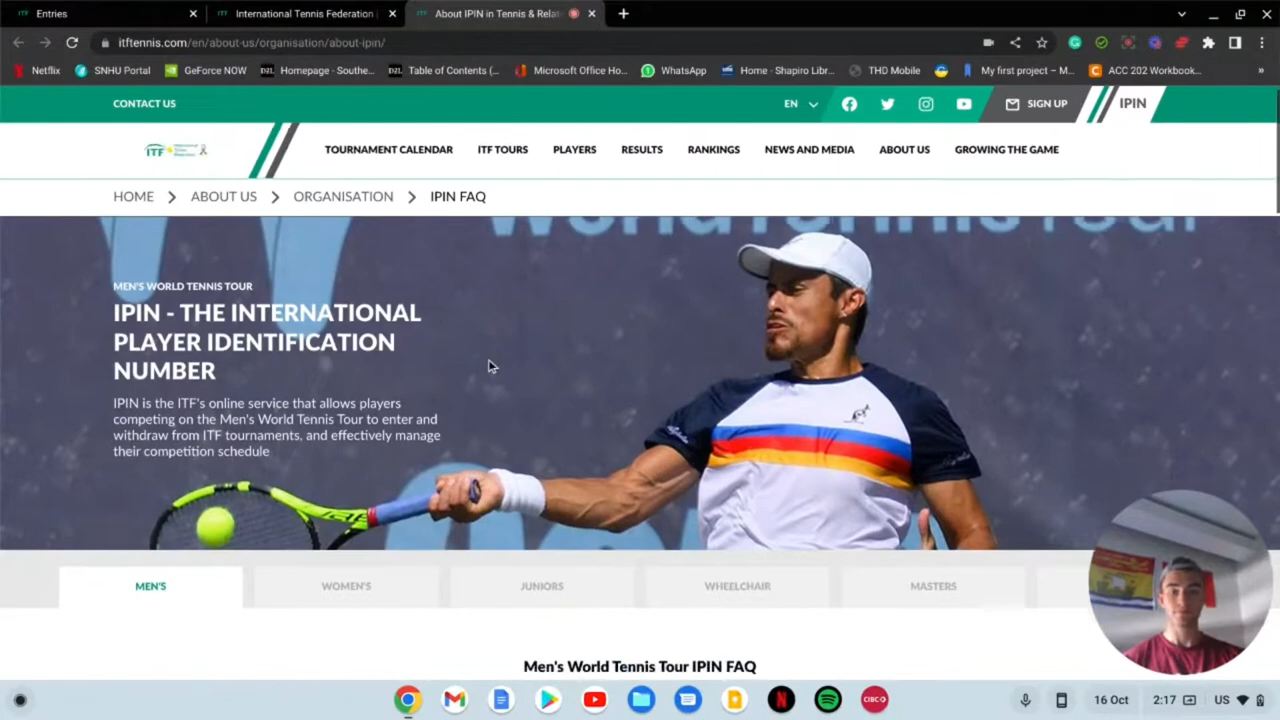 Entries
International Tennis Federation
About IPIN in Tennis & Relat
itftennis.com/en/about-us/organisation/about-ipin/
Netflix SNHU Portal GeForce NOW Homepage - Southe... Table of Contents (... Microsoft Office Ho... WhatsApp Home - Shapiro Libr... THD Mobile My first project – M... ACC 202 Workbook... »
CONTACT US EN SIGN UP IPIN
ITF TOURNAMENT CALENDAR ITF TOURS PLAYERS RESULTS RANKINGS NEWS AND MEDIA ABOUT US GROWING THE GAME
HOME ABOUT US ORGANISATION IPIN FAQ
WorldTennisTour
MEN'S WORLD TENNIS TOUR
IPIN - THE INTERNATIONAL
PLAYER IDENTIFICATION
NUMBER
IPIN is the ITF's online service that allows players
competing on the Men's World Tennis Tour to enter and
withdraw from ITF tournaments, and effectively manage
their competition schedule
MEN'S WOMEN'S JUNIORS WHEELCHAIR MASTERS
Men's World Tennis Tour IPIN FAQ
CIBC 16 Oct 2:17 US